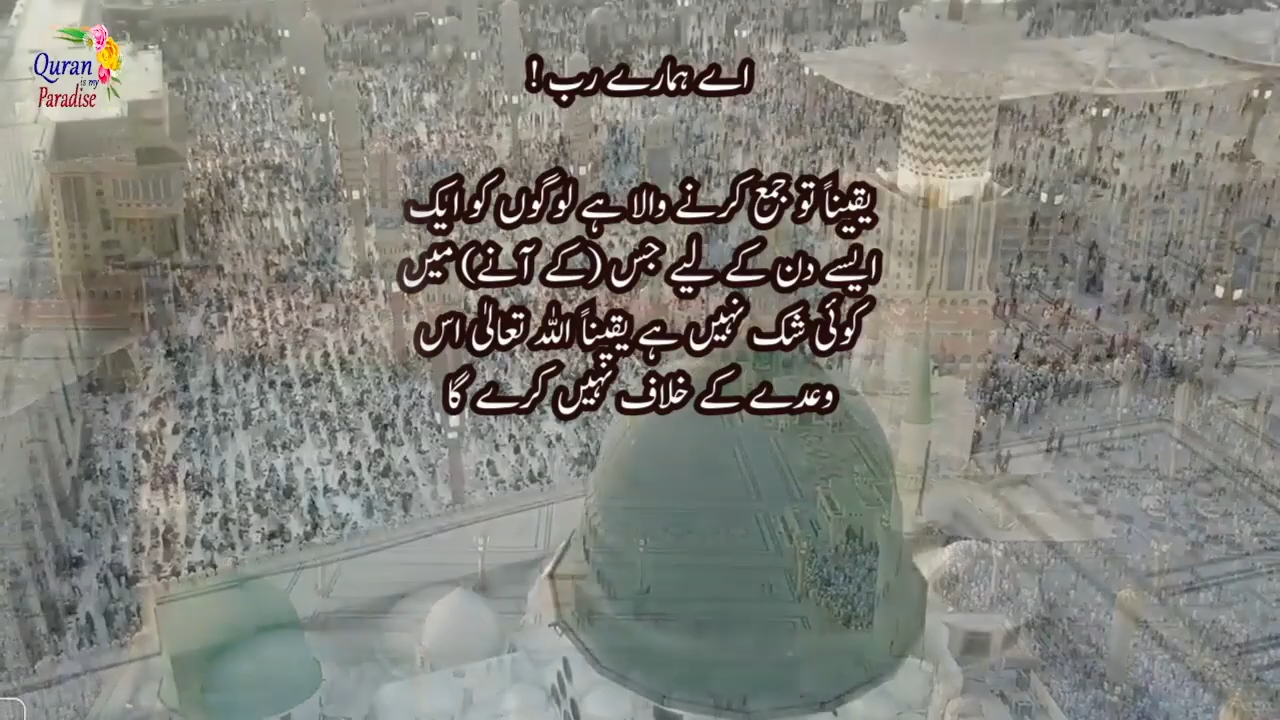 Quran
is my
Paradise
اے ہمارے رب !
یقیناً تو جمع کرنے والا ہے لوگوں کو ایک
ایسے دن کے لیے جس (کے آنے) میں
کوئی شک نہیں ہے یقیناً اللہ تعالیٰ اس
وعدے کے خلاف نہیں کرے گا